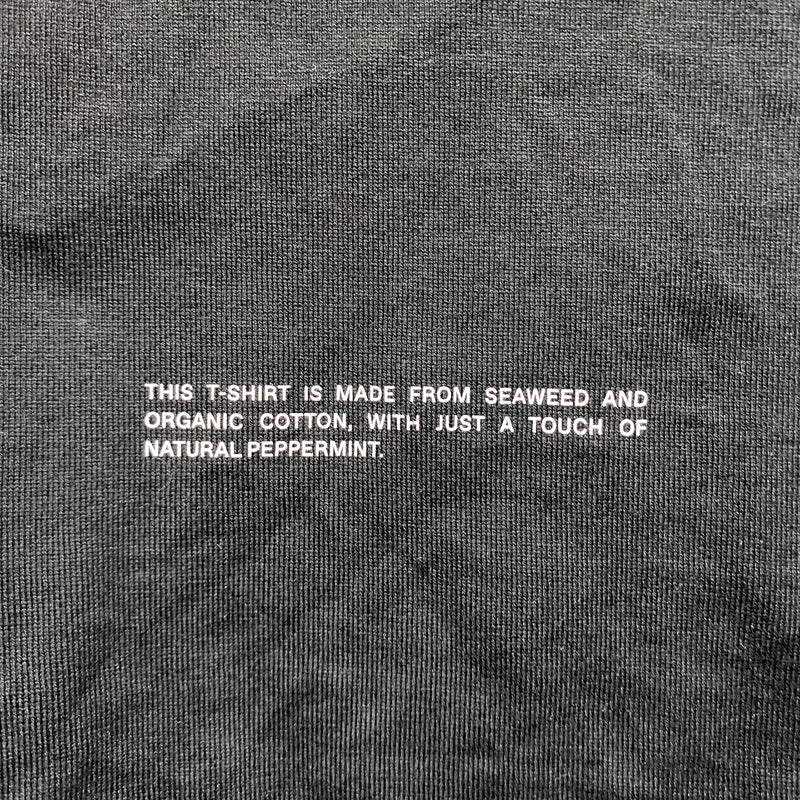 THIS T-SHIRT IS MADE FROM SEAWEED AND
ORGANIC COTTON, WITH JUST A TOUCH OF
NATURAL PEPPERMINT.